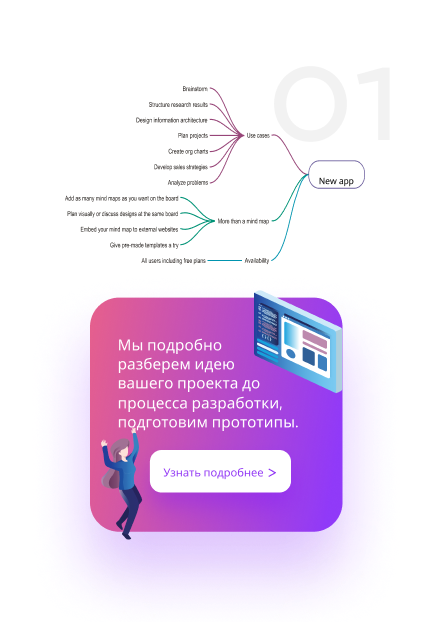 01
Brainstorm
Structure research results
Design information architecture
Plan projects
Create org charts
Develop sales strategies
Analyze problems
Use cases
New app
Add as many mind maps as you want on the board
Plan visually or discuss designs at the same board
Embed your mind map to external websites
Give pre-made templates a try
More than a mind map
All users including free plans
Availability
Мы подробно
разберем идею
вашего проекта до
процесса разработки,
подготовим прототипы.
Узнать подробнее >